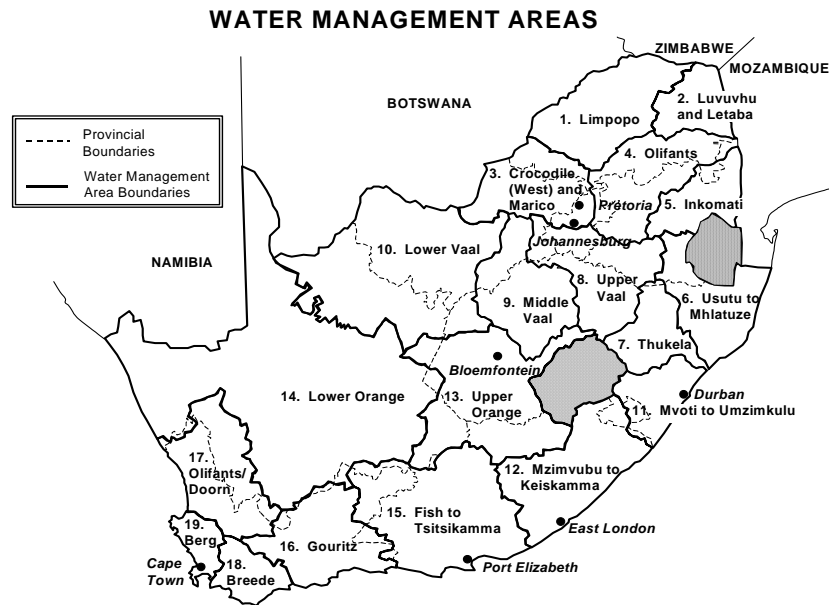 WATER MANAGEMENT AREAS
ZIMBABWE
MOZAMBIQUE
BOTSWANA
NAMIBIA
Provincial
Boundaries
Water Management
Area Boundaries
1. Limpopo
2. Luvuvhu
and Letaba
3. Crocodile
(West) and
Marico
4. Olifants
Pretoria
5. Inkomati
Johannesburg
10. Lower Vaal
8. Upper
Vaal
9. Middle
Vaal
6. Usutu to
Mhlatuze
7. Thukela
Bloemfontein
14. Lower Orange
13. Upper
Orange
Durban
11.
Mvoti to Umzimkulu
17.
Olifants/
Doorn
12. Mzimvubu to
Keiskamma
15. Fish to
Tsitsikamma
East London
19.
Berg
16. Gouritz
Cape
Town
18.
Breede
Port Elizabeth